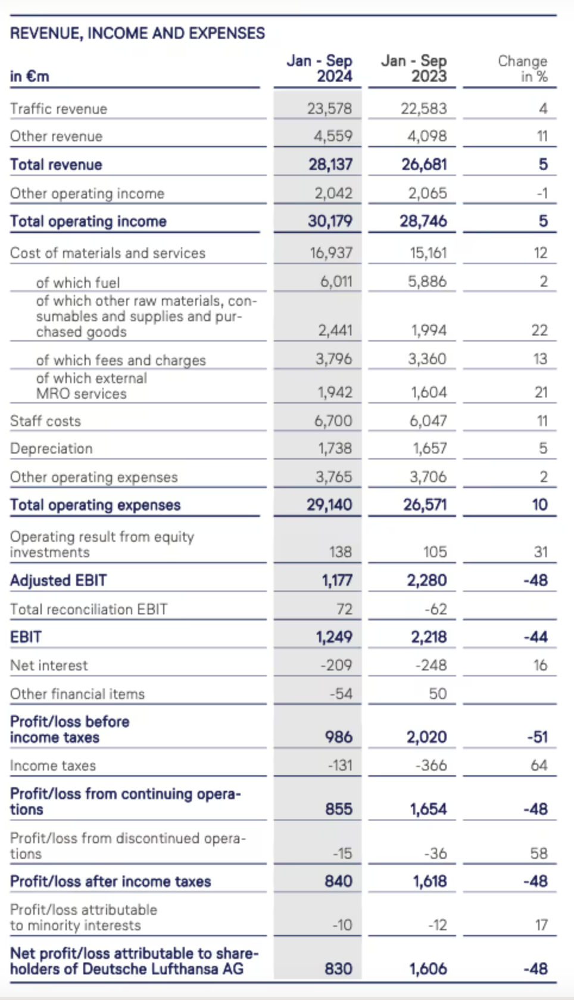 REVENUE, INCOME AND EXPENSES
in €m Jan - Sep 2024 Jan - Sep 2023 Change in %
Traffic revenue 23,578 22,583 4
Other revenue 4,559 4,098 11
Total revenue 28,137 26,681 5
Other operating income 2,042 2,065 -1
Total operating income 30,179 28,746 5
Cost of materials and services 16,937 15,161 12
of which fuel 6,011 5,886 2
of which other raw materials, con-
sumables and supplies and pur-
chased goods 2,441 1,994 22
of which fees and charges 3,796 3,360 13
of which external
MRO services 1,942 1,604 21
Staff costs 6,700 6,047 11
Depreciation 1,738 1,657 5
Other operating expenses 3,765 3,706 2
Total operating expenses 29,140 26,571 10
Operating result from equity
investments 138 105 31
Adjusted EBIT 1,177 2,280 -48
Total reconciliation EBIT 72 -62
EBIT 1,249 2,218 -44
Net interest -209 -248 16
Other financial items -54 50
Profit/loss before
income taxes 986 2,020 -51
Income taxes -131 -366 64
Profit/loss from continuing opera-
tions 855 1,654 -48
Profit/loss from discontinued opera-
tions -15 -36 58
Profit/loss after income taxes 840 1,618 -48
Profit/loss attributable
to minority interests -10 -12 17
Net profit/loss attributable to share-
holders of Deutsche Lufthansa AG 830 1,606 -48